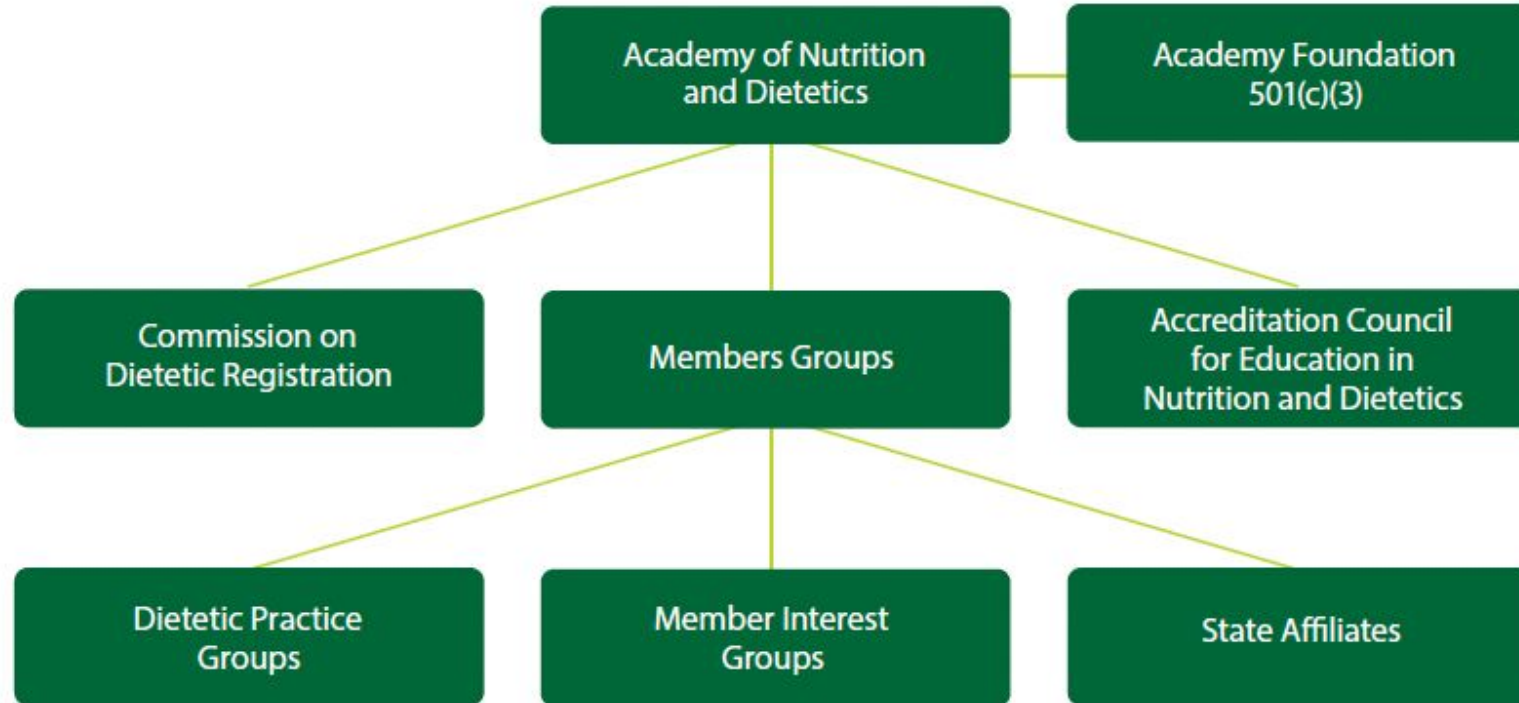 Academy of Nutrition
and Dietetics
Academy Foundation
501(c)(3)
Commission on
Dietetic Registration
Members Groups
Accreditation Council
for Education in
Nutrition and Dietetics
Dietetic Practice
Groups
Member Interest
Groups
State Affiliates